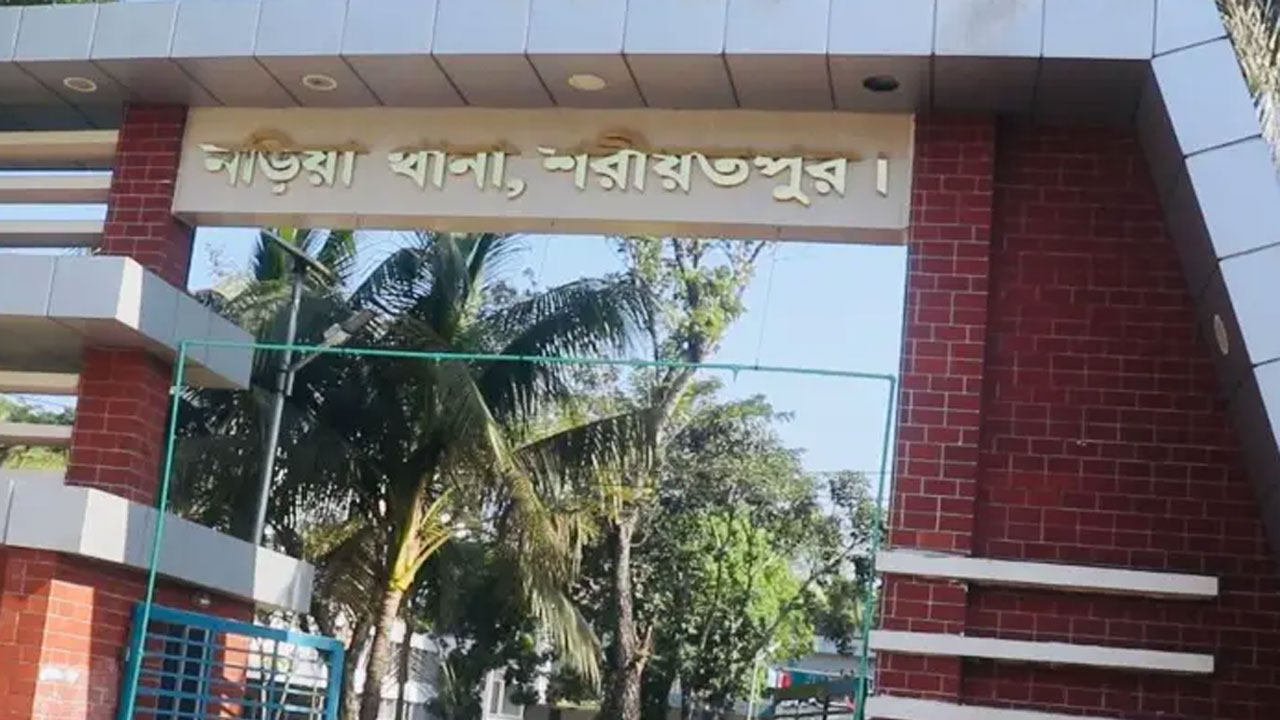 নড়িয়া থানা, শরীয়তপুর।